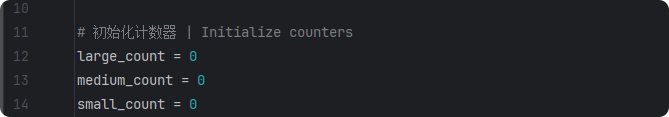 10
11 # 初始化计数器 | Initialize counters
12 large_count = 0
13 medium_count = 0
14 small_count = 0